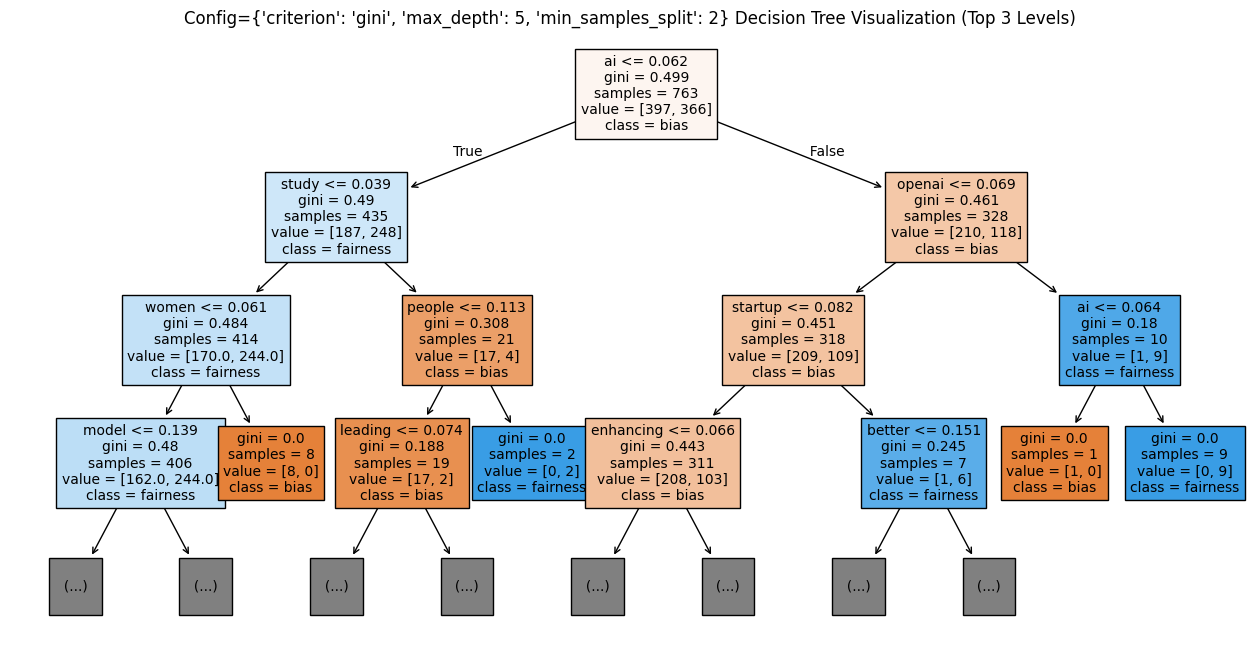 Config={'criterion': 'gini', 'max_depth': 5, 'min_samples_split': 2} Decision Tree Visualization (Top 3 Levels)
ai <= 0.062
gini = 0.499
samples = 763
value = [397, 366]
class = bias
True
False
study <= 0.039
gini = 0.49
samples = 435
value = [187, 248]
class = fairness
openai <= 0.069
gini = 0.461
samples = 328
value = [210, 118]
class = bias
women <= 0.061
gini = 0.484
samples = 414
value = [170.0, 244.0]
class = fairness
people <= 0.113
gini = 0.308
samples = 21
value = [17, 4]
class = bias
startup <= 0.082
gini = 0.451
samples = 318
value = [209, 109]
class = bias
ai <= 0.064
gini = 0.18
samples = 10
value = [1, 9]
class = fairness
model <= 0.139
gini = 0.48
samples = 406
value = [162.0, 244.0]
class = fairness
gini = 0.0
samples = 8
value = [8, 0]
class = bias
leading <= 0.074
gini = 0.188
samples = 19
value = [17, 2]
class = bias
gini = 0.0
samples = 2
value = [0, 2]
class = fairness
enhancing <= 0.066
gini = 0.443
samples = 311
value = [208, 103]
class = bias
better <= 0.151
gini = 0.245
samples = 7
value = [1, 6]
class = fairness
gini = 0.0
samples = 1
value = [1, 0]
class = bias
gini = 0.0
samples = 9
value = [0, 9]
class = fairness
(...)
(...)
(...)
(...)
(...)
(...)
(...)
(...)